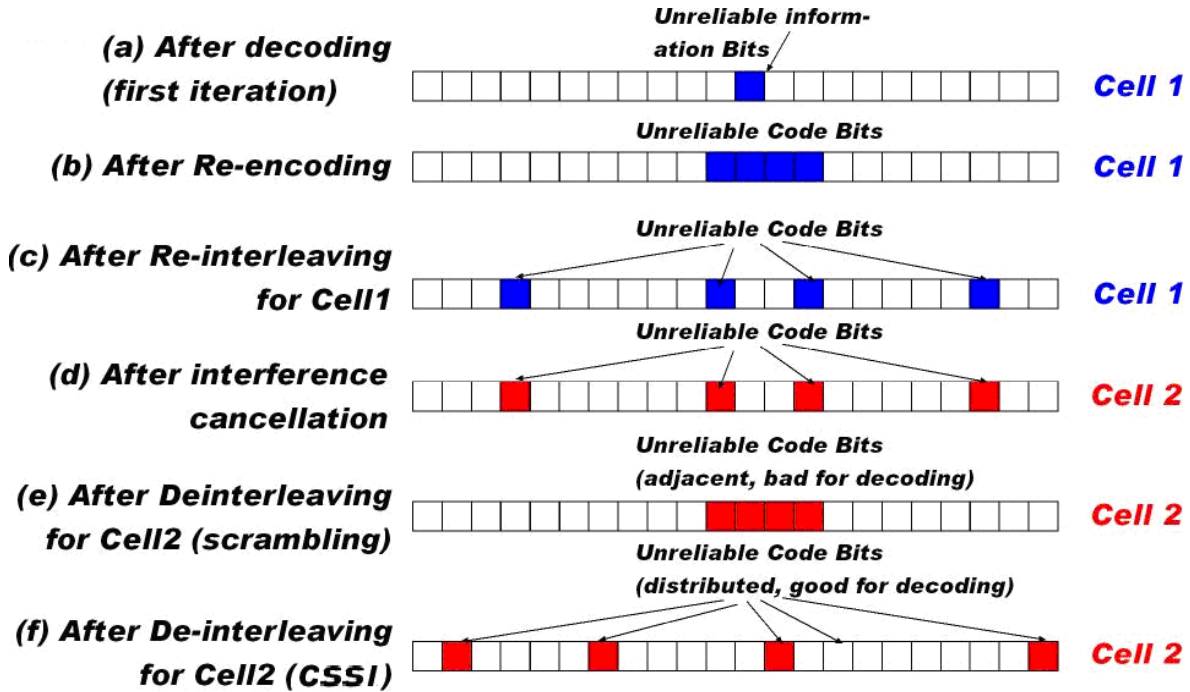 Unreliable inform-
ation Bits
(a) After decoding
(first iteration)
Cell 1
Unreliable Code Bits
(b) After Re-encoding
Cell 1
Unreliable Code Bits
(c) After Re-interleaving
for Cell1
Cell 1
Unreliable Code Bits
(d) After interference
cancellation
Cell 2
Unreliable Code Bits
(adjacent, bad for decoding)
(e) After Deinterleaving
for Cell2 (scrambling)
Cell 2
Unreliable Code Bits
(distributed, good for decoding)
(f) After De-interleaving
for Cell2 (CSSI)
Cell 2